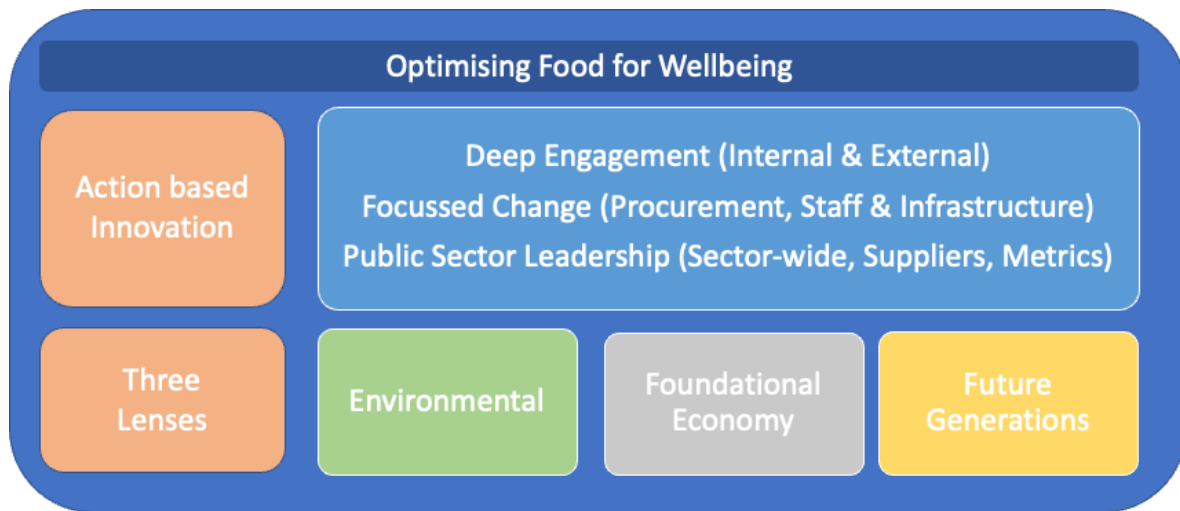 Optimising Food for Wellbeing
Action based
Innovation
Deep Engagement (Internal & External)
Focussed Change (Procurement, Staff & Infrastructure)
Public Sector Leadership (Sector-wide, Suppliers, Metrics)
Three
Lenses
Environmental
Foundational
Economy
Future
Generations